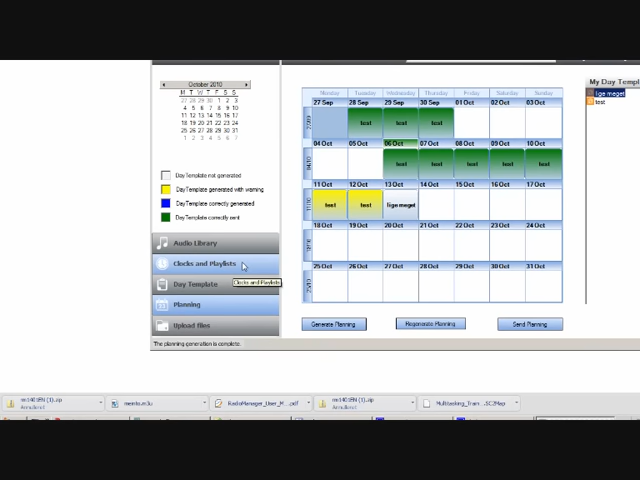 October 2010
M T W T F S S
27 28 29 30 1 2 3
4 5 6 7 8 9 10
11 12 13 14 15 16 17
18 19 20 21 22 23 24
25 26 27 28 29 30 31
DayTemplate not generated
DayTemplate generated with warning
DayTemplate correctly generated
DayTemplate correctly sent
Audio Library
Clocks and Playlists
Day Template
Clocks and Playlists
Planning
Upload files
The planning generation is complete.
Monday Tuesday Wednesday Thursday Friday Saturday Sunday
27 Sep 28 Sep 29 Sep 30 Sep 01 Oct 02 Oct 03 Oct
test test test
04 Oct 05 Oct 06 Oct 07 Oct 08 Oct 09 Oct 10 Oct
test test test test test
11 Oct 12 Oct 13 Oct 14 Oct 15 Oct 16 Oct 17 Oct
test test lige meget
18 Oct 19 Oct 20 Oct 21 Oct 22 Oct 23 Oct 24 Oct
25 Oct 26 Oct 27 Oct 28 Oct 29 Oct 30 Oct 31 Oct
Generate Planning Regenerate Planning Send Planning
My Day Templ
lige meget
test
Annulleret
RadioManager_User_M....pdf
Annulleret
Multitasking_Train....SC2Map